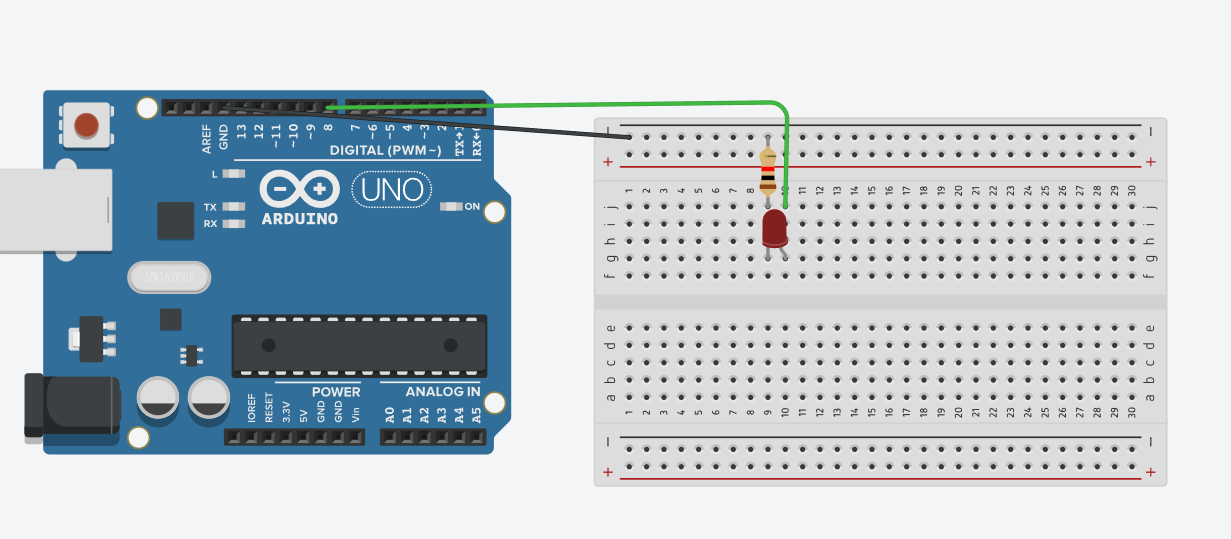 AREF GND 13 12 ~11 ~10 ~9 8 7 ~6 ~5 4 ~3 2 TX→1 RX←0
DIGITAL (PWM~)
L
TX
RX
ARDUINO
UNO
ON
SPK16.000G
POWER
ANALOG IN
IOREF RESET 3.3V 5V GND GND Vin
A0 A1 A2 A3 A4 A5
− −
+ +
1 2 3 4 5 6 7 8 9 10 11 12 13 14 15 16 17 18 19 20 21 22 23 24 25 26 27 28 29 30
j j
i i
h h
g g
f f
e e
d d
c c
b b
a a
1 2 3 4 5 6 7 8 9 10 11 12 13 14 15 16 17 18 19 20 21 22 23 24 25 26 27 28 29 30
− −
+ +